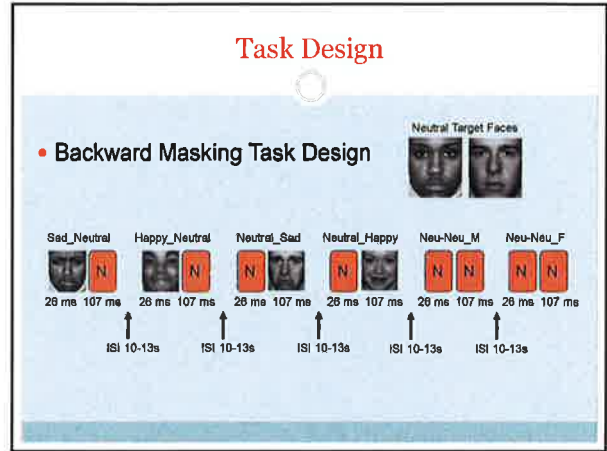 Task Design
Neutral Target Faces
• Backward Masking Task Design
Sad_Neutral Happy_Neutral Neutral_Sad Neutral_Happy Neu-Neu_M Neu-Neu_F
N N N N N N N N
26 ms 107 ms 26 ms 107 ms 26 ms 107 ms 26 ms 107 ms 26 ms 107 ms 26 ms 107 ms
ISI 10-13s ISI 10-13s ISI 10-13s ISI 10-13s ISI 10-13s